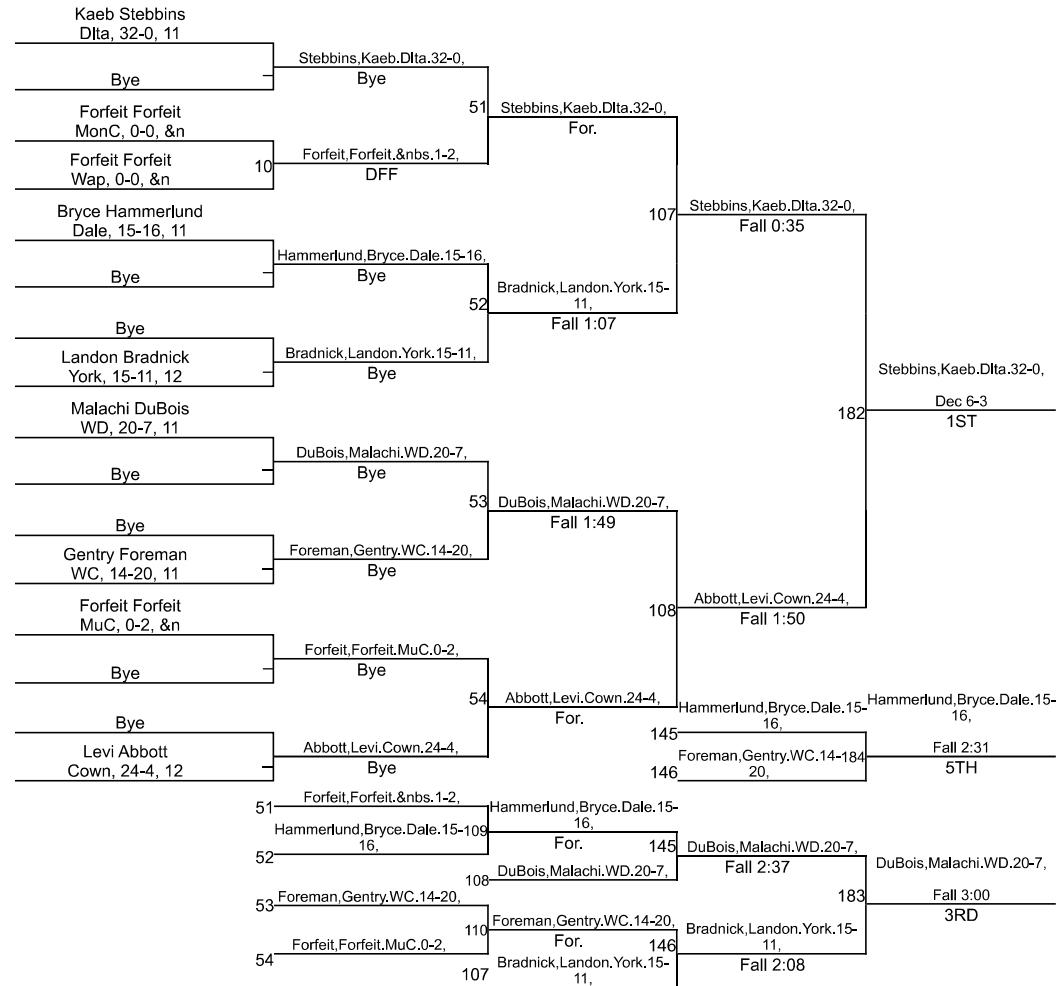 Kaeb Stebbins
Dlta, 32-0, 11
Bye
Stebbins,Kaeb.Dlta.32-0,
Bye
Forfeit Forfeit
MonC, 0-0, &n
Forfeit Forfeit
Wap, 0-0, &n
10
Forfeit,Forfeit.&nbs.1-2,
DFF
51
Stebbins,Kaeb.Dlta.32-0,
For.
Bryce Hammerlund
Dale, 15-16, 11
Bye
Hammerlund,Bryce.Dale.15-16,
Bye
Bye
Landon Bradnick
York, 15-11, 12
Bradnick,Landon.York.15-11,
Bye
52
Bradnick,Landon.York.15-
11,
Fall 1:07
107
Stebbins,Kaeb.Dlta.32-0,
Fall 0:35
Malachi DuBois
WD, 20-7, 11
Bye
DuBois,Malachi.WD.20-7,
Bye
Bye
Gentry Foreman
WC, 14-20, 11
Foreman,Gentry.WC.14-20,
Bye
53
DuBois,Malachi.WD.20-7,
Fall 1:49
Forfeit Forfeit
MuC, 0-2, &n
Bye
Forfeit,Forfeit.MuC.0-2,
Bye
Bye
Levi Abbott
Cown, 24-4, 12
Abbott,Levi.Cown.24-4,
Bye
54
Abbott,Levi.Cown.24-4,
For.
108
Abbott,Levi.Cown.24-4,
Fall 1:50
182
Stebbins,Kaeb.Dlta.32-0,
Dec 6-3
1ST
145
Hammerlund,Bryce.Dale.15-
16,
146
Foreman,Gentry.WC.14-
20,
184
Hammerlund,Bryce.Dale.15-
16,
Fall 2:31
5TH
51
Forfeit,Forfeit.&nbs.1-2,
52
Hammerlund,Bryce.Dale.15-
16,
109
Hammerlund,Bryce.Dale.15-
16,
For.
108
DuBois,Malachi.WD.20-7,
145
DuBois,Malachi.WD.20-7,
Fall 2:37
53
Foreman,Gentry.WC.14-20,
54
Forfeit,Forfeit.MuC.0-2,
110
Foreman,Gentry.WC.14-20,
For.
107
Bradnick,Landon.York.15-
11,
146
Bradnick,Landon.York.15-
11,
Fall 2:08
183
DuBois,Malachi.WD.20-7,
Fall 3:00
3RD